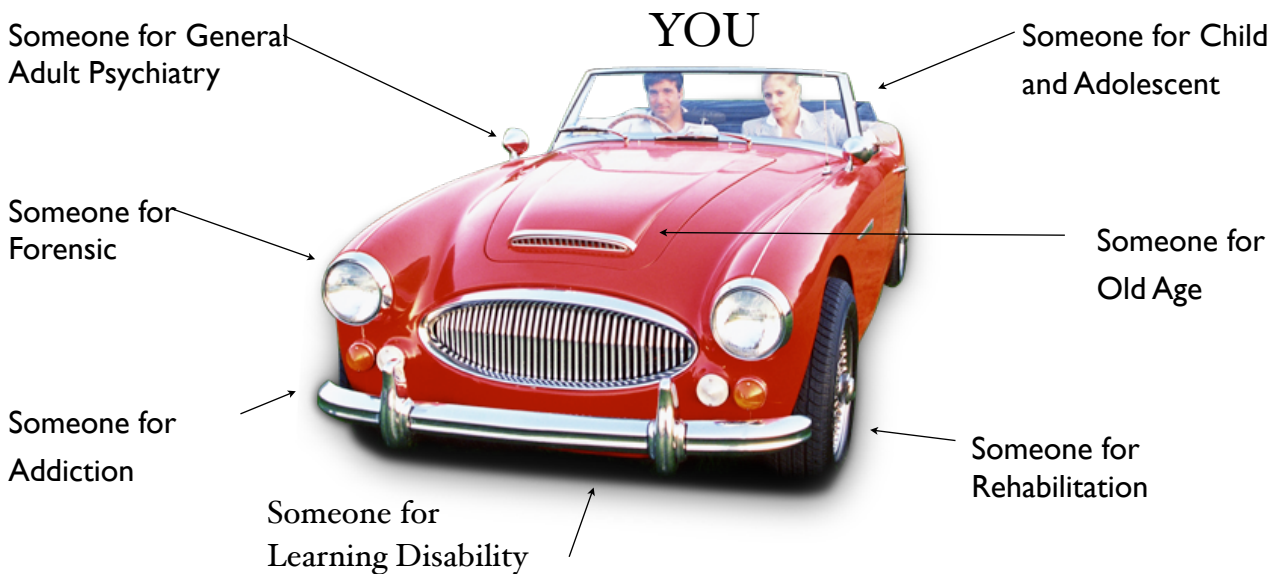 YOU
Someone for General
Adult Psychiatry
Someone for Child
and Adolescent
Someone for
Forensic
Someone for
Old Age
Someone for
Addiction
Someone for
Rehabilitation
Someone for
Learning Disability